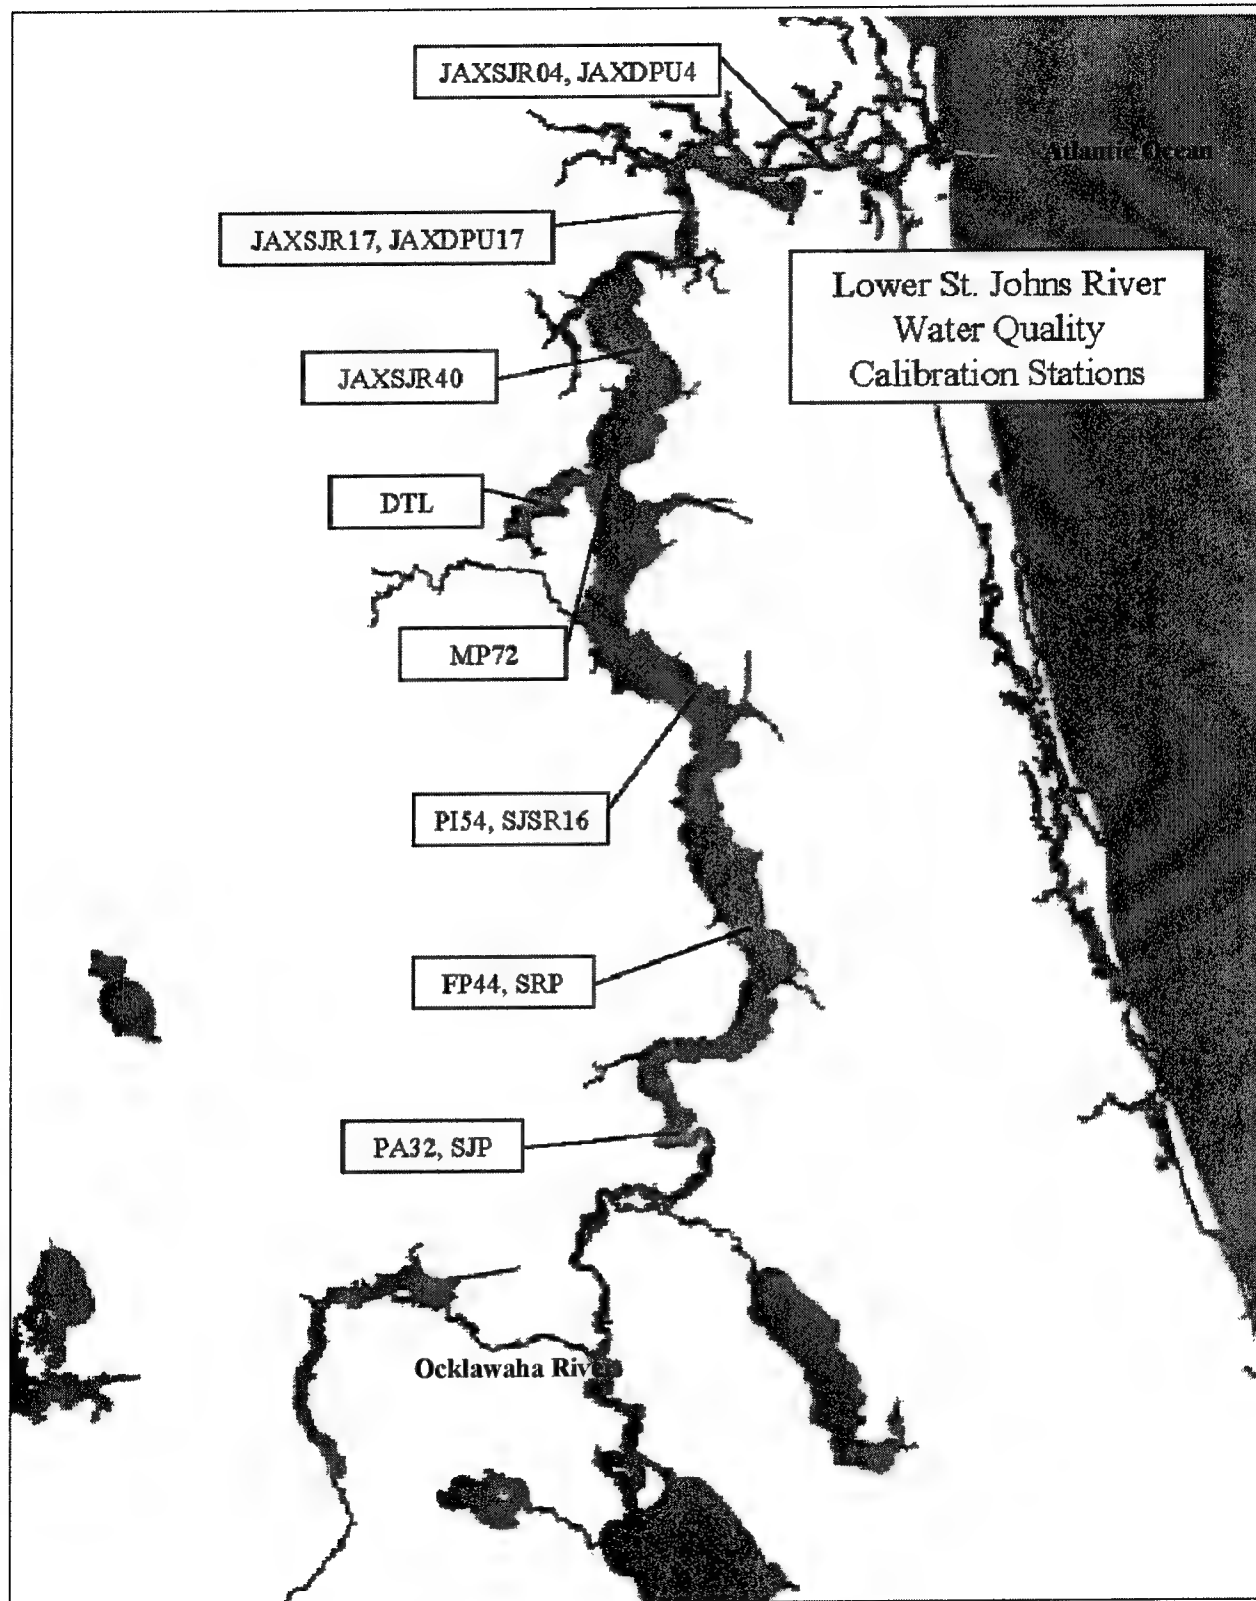 JAXSJR04, JAXDPU4
Atlantic Ocean
JAXSJR17, JAXDPU17
Lower St. Johns River
Water Quality
Calibration Stations
JAXSJR40
DTL
MP72
PI54, SJSR16
FP44, SRP
PA32, SJP
Ocklawaha River